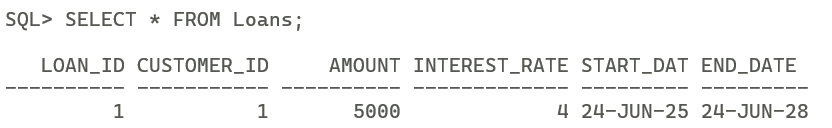 SQL> SELECT * FROM Loans;
LOAN_ID CUSTOMER_ID AMOUNT INTEREST_RATE START_DAT END_DATE
---------- ----------- ---------- ------------- --------- ---------
1 1 5000 4 24-JUN-25 24-JUN-28